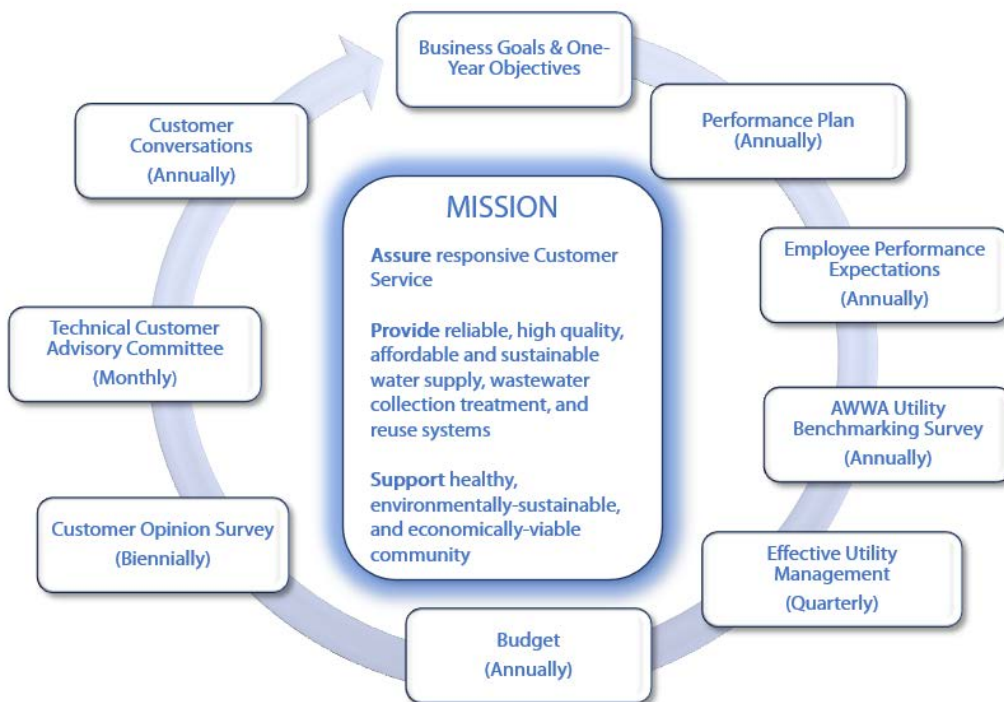 Business Goals & One-
Year Objectives
Performance Plan
(Annually)
Employee Performance
Expectations
(Annually)
AWWA Utility
Benchmarking Survey
(Annually)
Effective Utility
Management
(Quarterly)
Budget
(Annually)
Customer Opinion Survey
(Biennially)
Technical Customer
Advisory Committee
(Monthly)
Customer
Conversations
(Annually)
MISSION
Assure responsive Customer
Service
Provide reliable, high quality,
affordable and sustainable
water supply, wastewater
collection treatment, and
reuse systems
Support healthy,
environmentally-sustainable,
and economically-viable
community